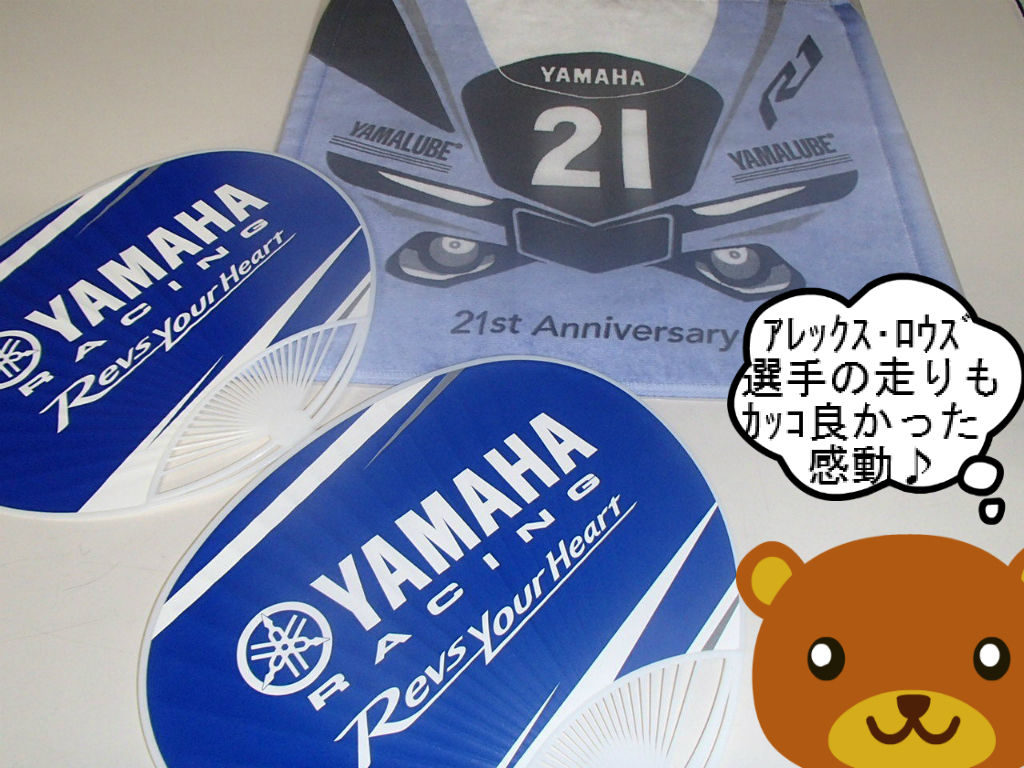 YAMAHA
21
R1
YAMALUBE®
YAMALUBE®
21st Anniversary
YAMAHA
RACING
Revs Your Heart
YAMAHA
RACING
Revs Your Heart
ｱﾚｯｸｽ・ﾛｳｽﾞ
選手の走りも
ｶｯｺ良かった
感動♪